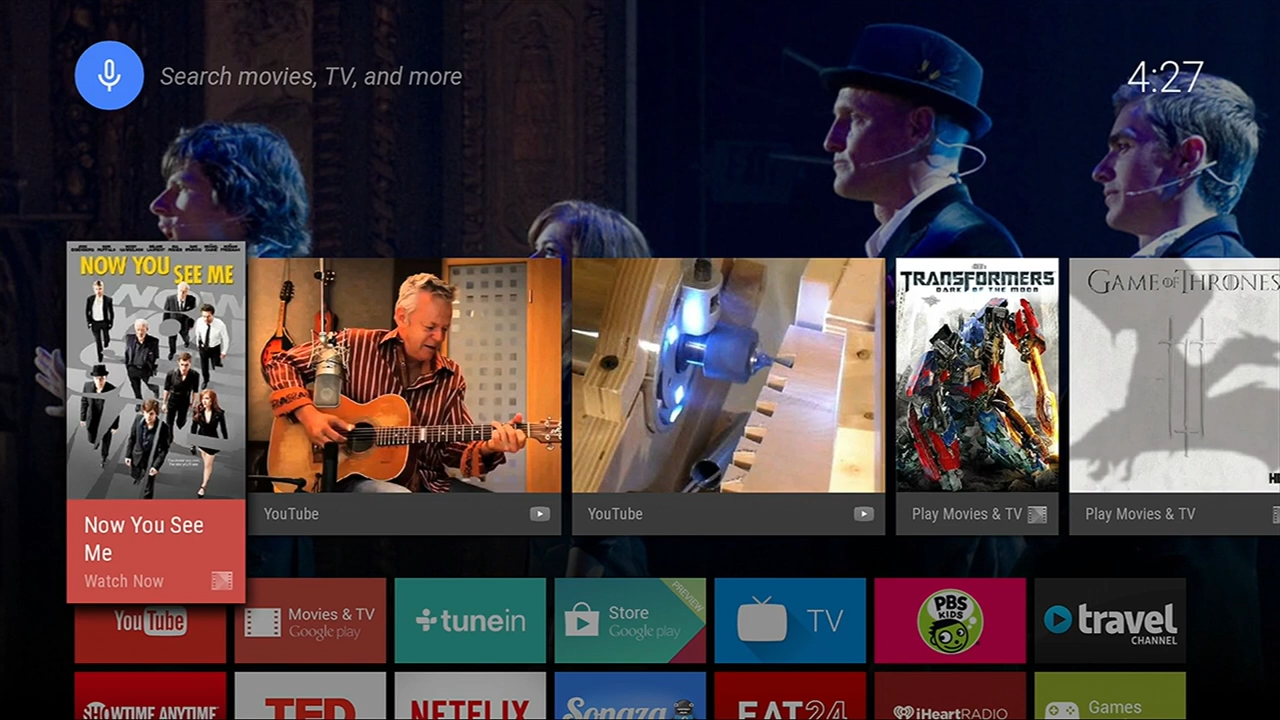 Search movies, TV, and more
4:27
NOW YOU
SEE ME
TRANSFORMERS
DARK OF THE MOON
GAME OF THRONES
YouTube
YouTube
Play Movies & TV
Play Movies & TV
Now You See
Me
Watch Now
YouTube
Movies & TV
Google play
tunein
Store
Google play
PREVIEW
TV
PBS
KIDS
travel
CHANNEL
SHOWTIME ANYTIME
TED
NETFLIX
Songza
EAT24
iHeartRADIO
Games